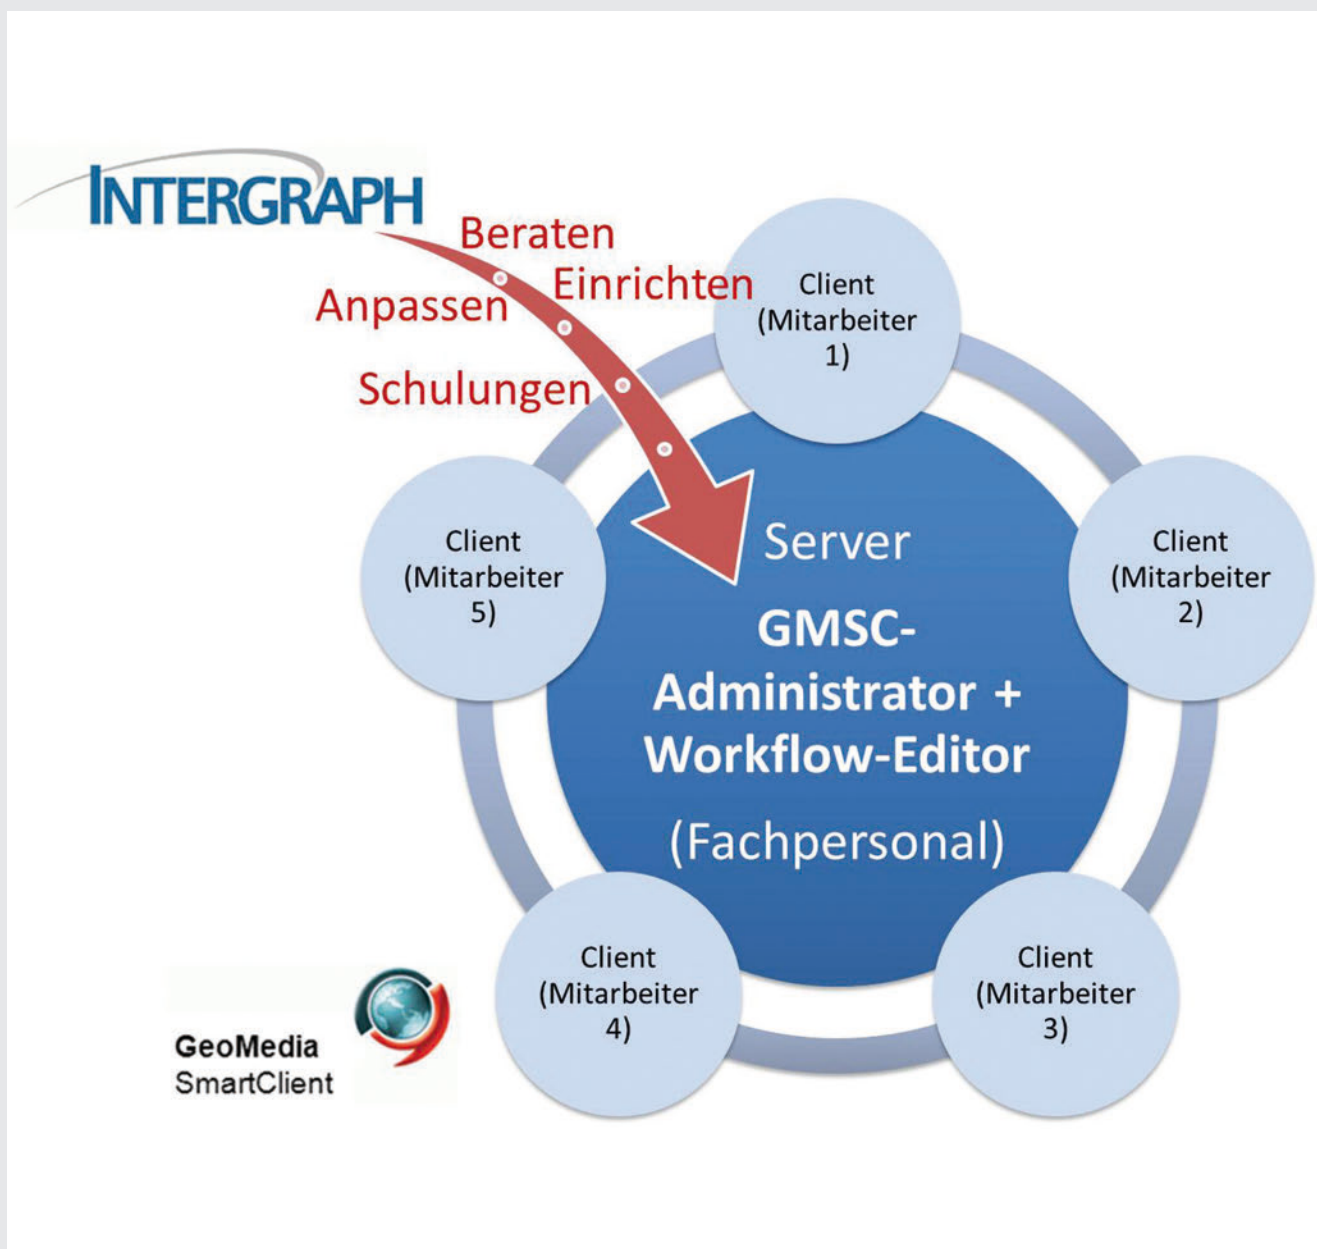 INTERGRAPH
Beraten
Einrichten
Anpassen
Schulungen
Client
(Mitarbeiter
1)
Client
(Mitarbeiter
5)
Client
(Mitarbeiter
2)
Server
GMSC-
Administrator +
Workflow-Editor
(Fachpersonal)
Client
(Mitarbeiter
4)
Client
(Mitarbeiter
3)
GeoMedia
SmartClient